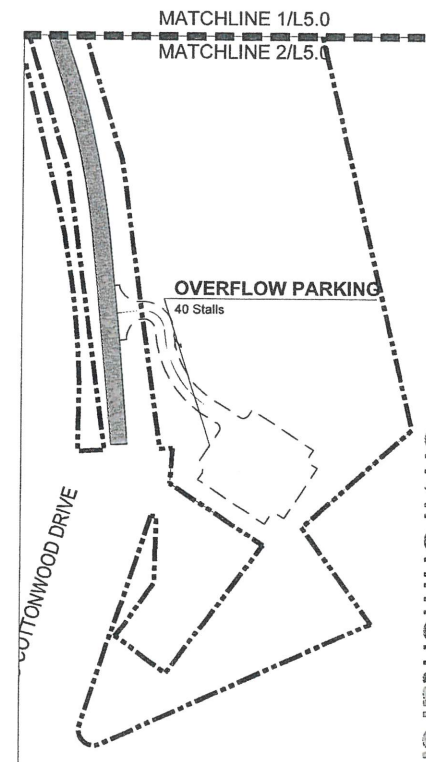 MATCHLINE 1/L5.0
MATCHLINE 2/L5.0
OVERFLOW PARKING
40 Stalls
COTTONWOOD DRIVE